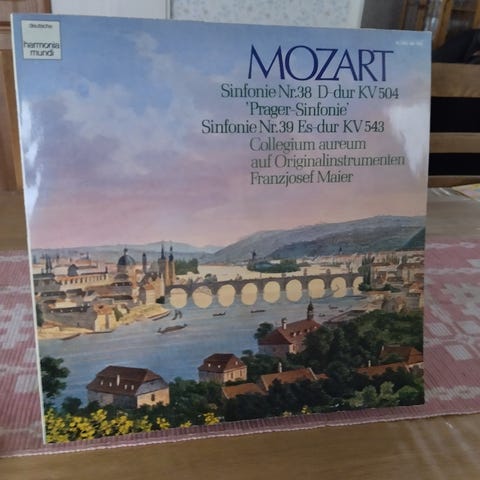 deutsche
harmonia
mundi
MOZART
Sinfonie Nr.38 D-dur KV 504
'Prager-Sinfonie'
Sinfonie Nr.39 Es-dur KV 543
Collegium aureum
auf Originalinstrumenten
Franzjosef Maier